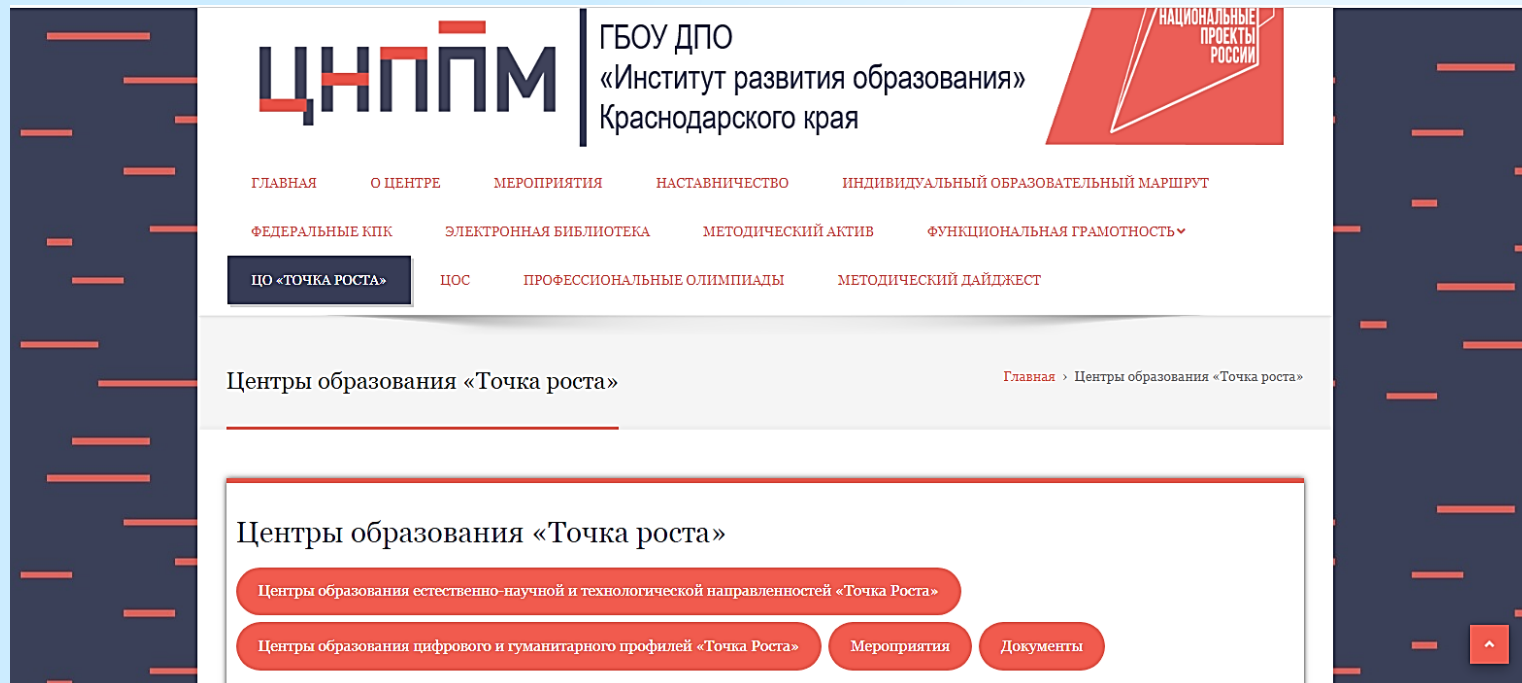 ЦНППМ
ГБОУ ДПО
«Институт развития образования»
Краснодарского края
НАЦИОНАЛЬНЫЕ
ПРОЕКТЫ
РОССИИ
ГЛАВНАЯ О ЦЕНТРЕ МЕРОПРИЯТИЯ НАСТАВНИЧЕСТВО ИНДИВИДУАЛЬНЫЙ ОБРАЗОВАТЕЛЬНЫЙ МАРШРУТ
ФЕДЕРАЛЬНЫЕ КПК ЭЛЕКТРОННАЯ БИБЛИОТЕКА МЕТОДИЧЕСКИЙ АКТИВ ФУНКЦИОНАЛЬНАЯ ГРАМОТНОСТЬ
ЦО «ТОЧКА РОСТА» ЦОС ПРОФЕССИОНАЛЬНЫЕ ОЛИМПИАДЫ МЕТОДИЧЕСКИЙ ДАЙДЖЕСТ
Центры образования «Точка роста»
Главная › Центры образования «Точка роста»
Центры образования «Точка роста»
Центры образования естественно-научной и технологической направленностей «Точка Роста»
Центры образования цифрового и гуманитарного профилей «Точка Роста» Мероприятия Документы